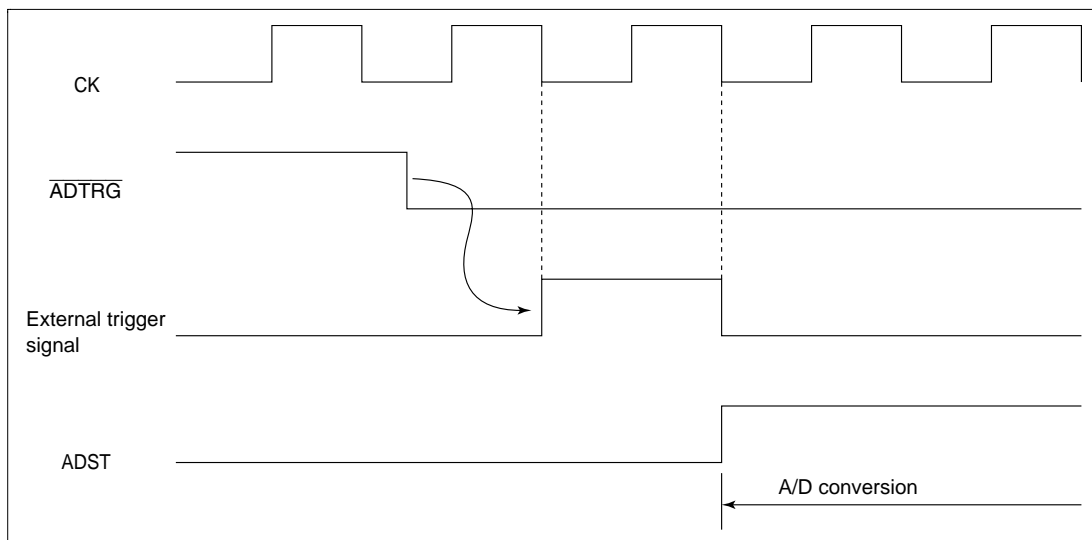 CK
ADTRG
External trigger
signal
ADST
A/D conversion